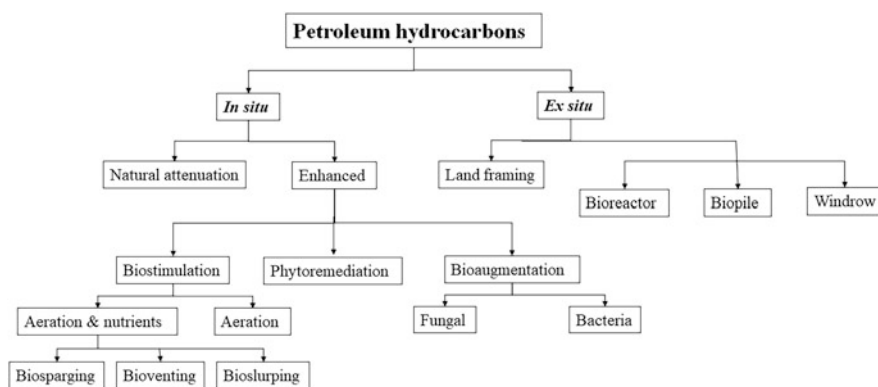 Petroleum hydrocarbons
In situ
Ex situ
Natural attenuation
Enhanced
Land framing
Bioreactor
Biopile
Windrow
Biostimulation
Phytoremediation
Bioaugmentation
Aeration & nutrients
Aeration
Fungal
Bacteria
Biosparging
Bioventing
Bioslurping